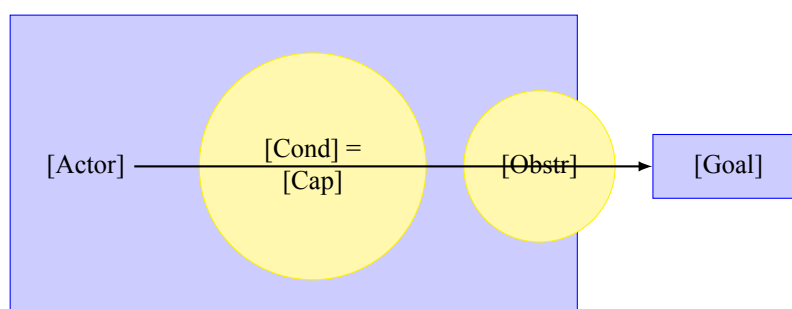 [Actor]
[Cond] =
[Cap]
[Obstr]
[Goal]